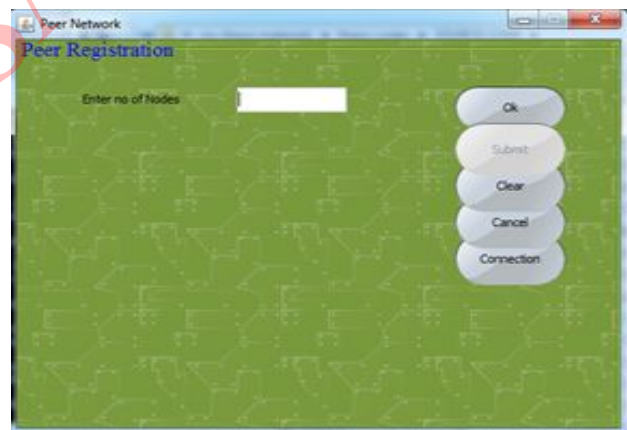 Peer Network
Peer Registration
Enter no of Nodes
Ok
Submit
Clear
Cancel
Connection